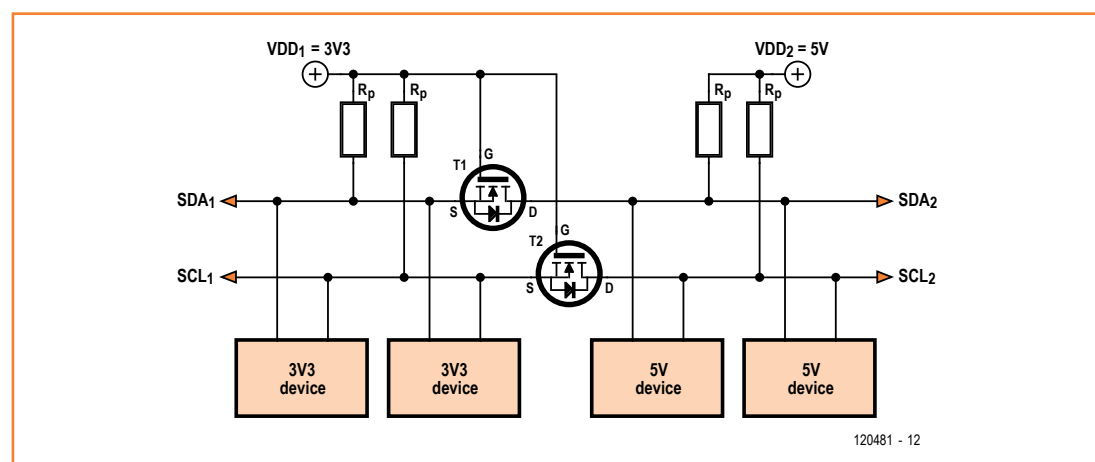 VDD1 = 3V3
VDD2 = 5V
Rp
Rp
Rp
Rp
T1
G
SDA1
S
D
SDA2
T2
G
SCL1
S
D
SCL2
3V3
device
3V3
device
5V
device
5V
device
120481 - 12